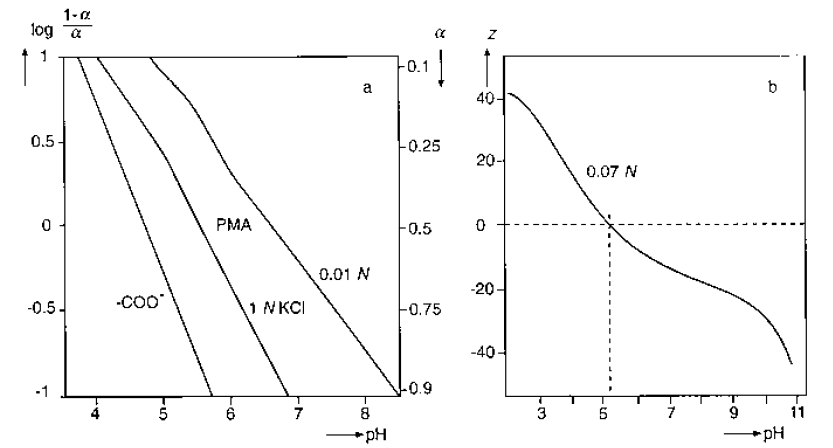 log 1-α/α
α
z
1
0.5
0
-0.5
-1
0.1
0.25
0.5
0.75
0.9
a
PMA
-COO⁻
1 N KCl
0.01 N
4 5 6 7 8
pH
40
20
0
-20
-40
b
0.07 N
3 5 7 9 11
pH